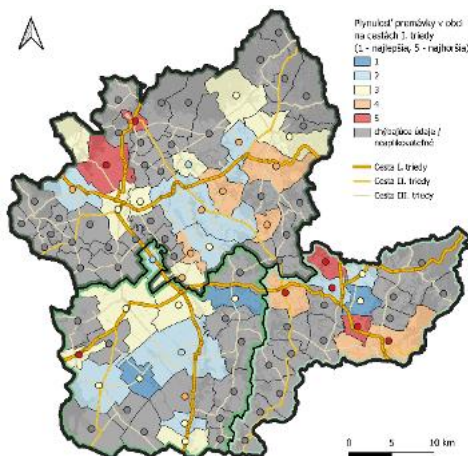 Plynulosť premávky v obci
na cestách I. triedy
(1 - najlepšia, 5 - najhoršia)
1
2
3
4
5
chýbajúce údaje /
neaplikovateľné
Cesta I. triedy
Cesta II. triedy
Cesta III. triedy
0 5 10 km